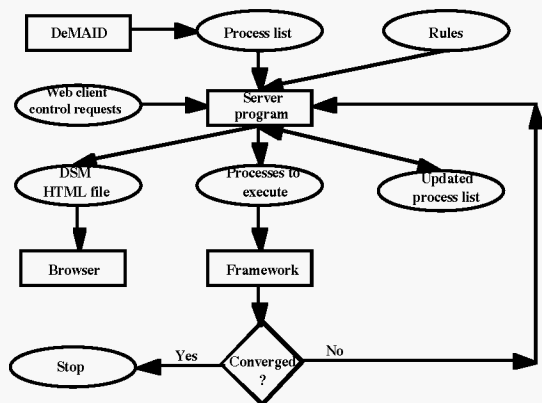 DeMAID
Process list
Rules
Web client
control requests
Server
program
DSM
HTML file
Processes to
execute
Updated
process list
Browser
Framework
Yes
Converged
?
No
Stop